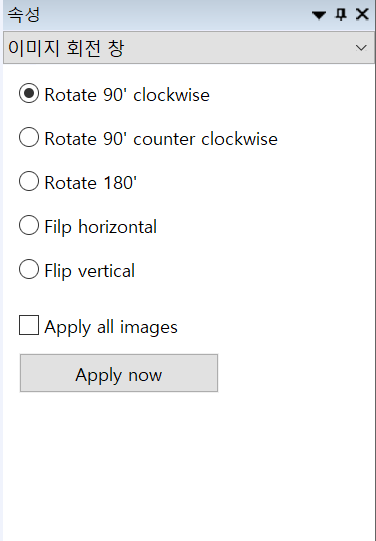 속성
이미지 회전 창
Rotate 90' clockwise
Rotate 90' counter clockwise
Rotate 180'
Filp horizontal
Flip vertical
Apply all images
Apply now